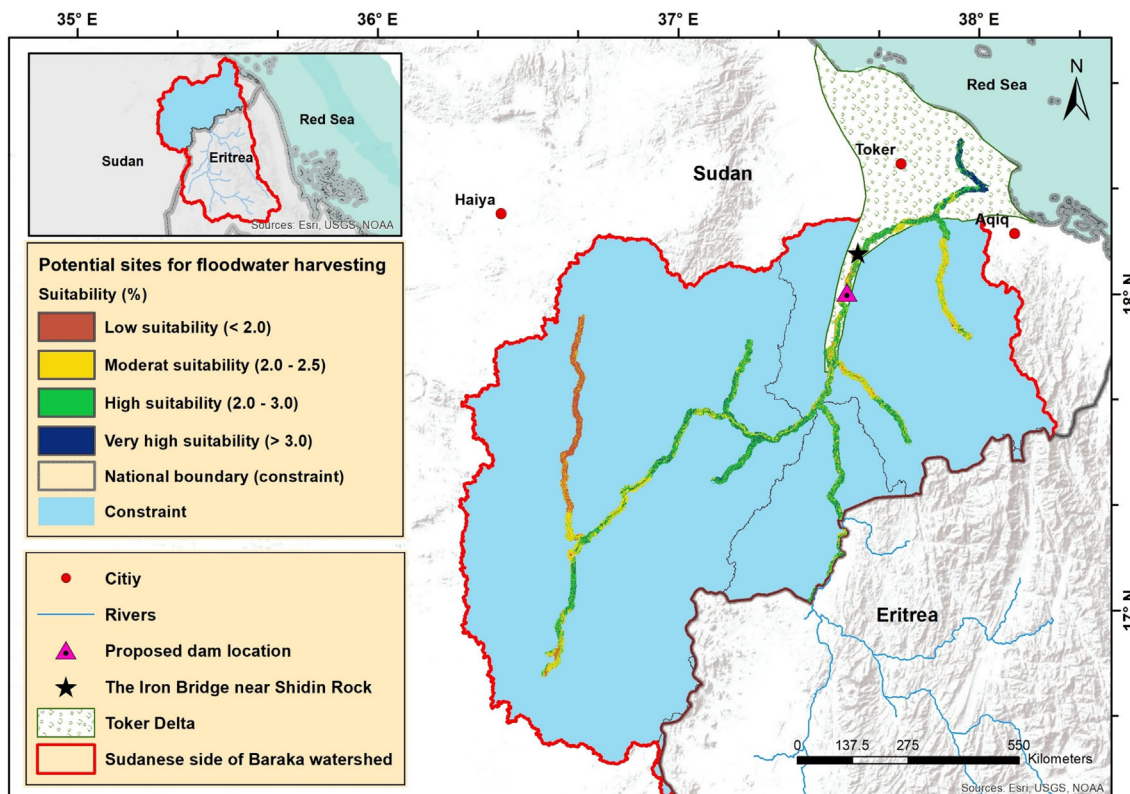 35° E 36° E 37° E 38° E
Red Sea
Sudan
Eritrea
Sources: Esri, USGS, NOAA
N
Red Sea
Toker
Sudan
Haiya
Aqiq
18° N
17° N
Eritrea
Potential sites for floodwater harvesting
Suitability (%)
Low suitability (< 2.0)
Moderat suitability (2.0 - 2.5)
High suitability (2.0 - 3.0)
Very high suitability (> 3.0)
National boundary (constraint)
Constraint
Citiy
Rivers
Proposed dam location
The Iron Bridge near Shidin Rock
Toker Delta
Sudanese side of Baraka watershed
0 137.5 275 550
Kilometers
Sources: Esri, USGS, NOAA